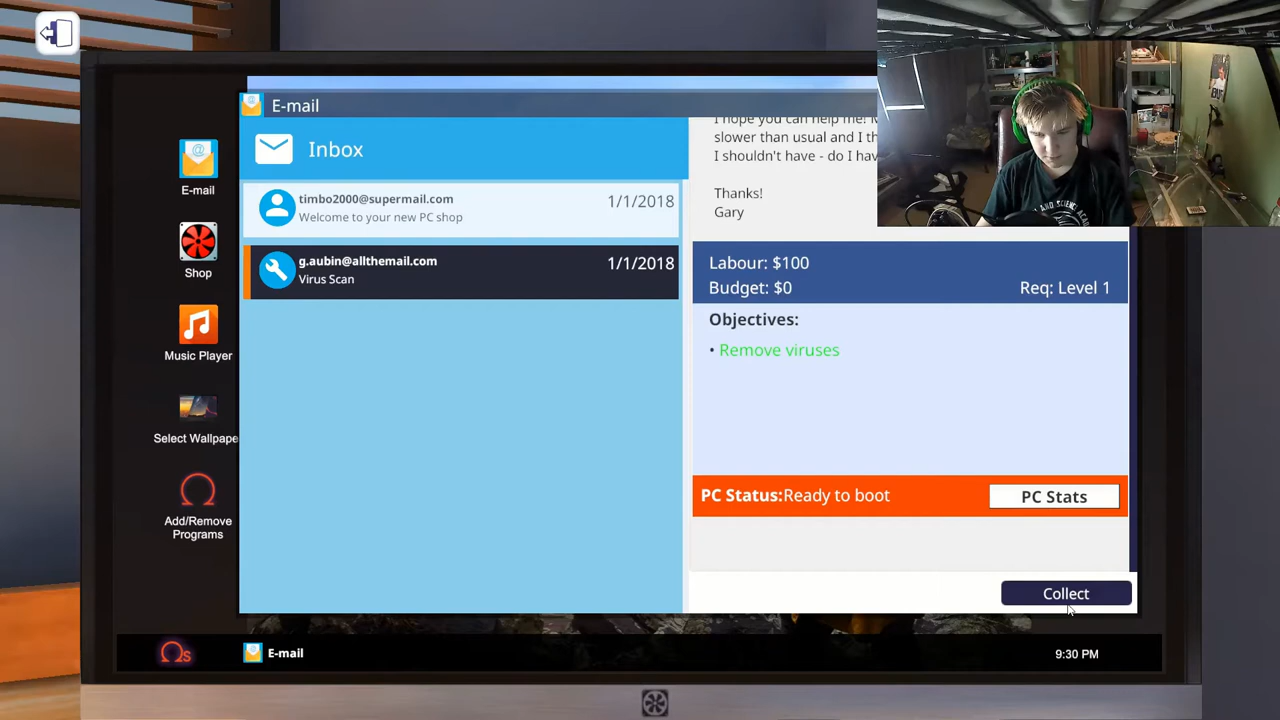 E-mail
Inbox
timbo2000@supermail.com
1/1/2018
Welcome to your new PC shop
g.aubin@allthemail.com
1/1/2018
Virus Scan
E-mail
Shop
Music Player
Select Wallpape
Add/Remove
Programs
slower than usual and I th
I shouldn't have - do I hav
Thanks!
Gary
Labour: $100
Budget: $0
Req: Level 1
Objectives:
• Remove viruses
PC Status:Ready to boot
PC Stats
Collect
E-mail
9:30 PM